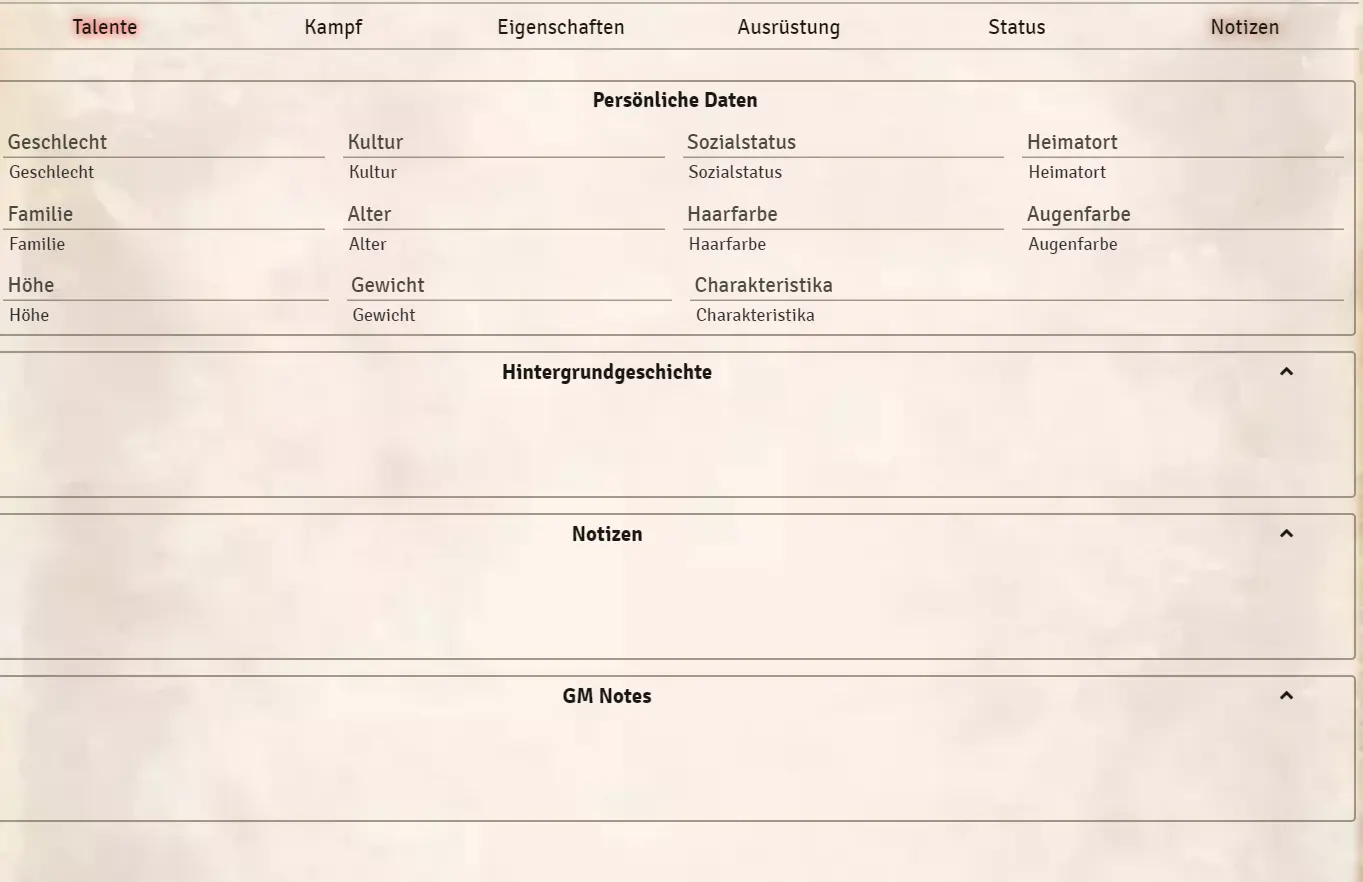 Talente Kampf Eigenschaften Ausrüstung Status Notizen
Persönliche Daten
Geschlecht Kultur Sozialstatus Heimatort
Geschlecht Kultur Sozialstatus Heimatort
Familie Alter Haarfarbe Augenfarbe
Familie Alter Haarfarbe Augenfarbe
Höhe Gewicht Charakteristika
Höhe Gewicht Charakteristika
Hintergrundgeschichte
Notizen
GM Notes